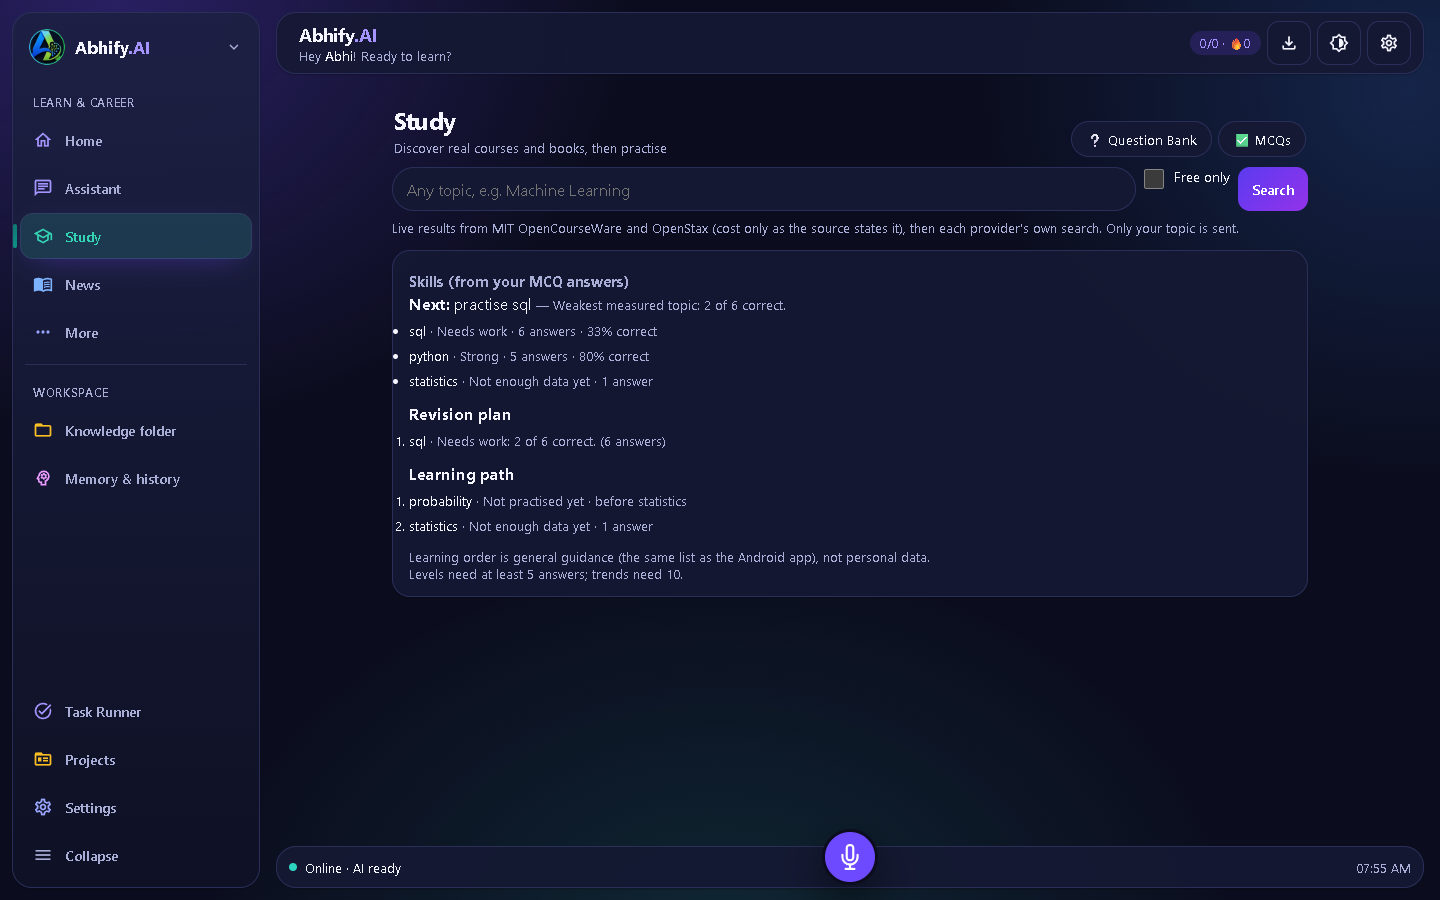 Abhify.AI
LEARN & CAREER
Home
Assistant
Study
News
More
WORKSPACE
Knowledge folder
Memory & history
Task Runner
Projects
Settings
Collapse
Abhify.AI
Hey Abhi! Ready to learn?
0/0 · 🔥0
Study
Discover real courses and books, then practise
? Question Bank
✅ MCQs
Any topic, e.g. Machine Learning
Free only
Search
Live results from MIT OpenCourseWare and OpenStax (cost only as the source states it), then each provider's own search. Only your topic is sent.
Skills (from your MCQ answers)
Next: practise sql — Weakest measured topic: 2 of 6 correct.
• sql · Needs work · 6 answers · 33% correct
• python · Strong · 5 answers · 80% correct
• statistics · Not enough data yet · 1 answer
Revision plan
1. sql · Needs work: 2 of 6 correct. (6 answers)
Learning path
1. probability · Not practised yet · before statistics
2. statistics · Not enough data yet · 1 answer
Learning order is general guidance (the same list as the Android app), not personal data.
Levels need at least 5 answers; trends need 10.
Online · AI ready
07:55 AM